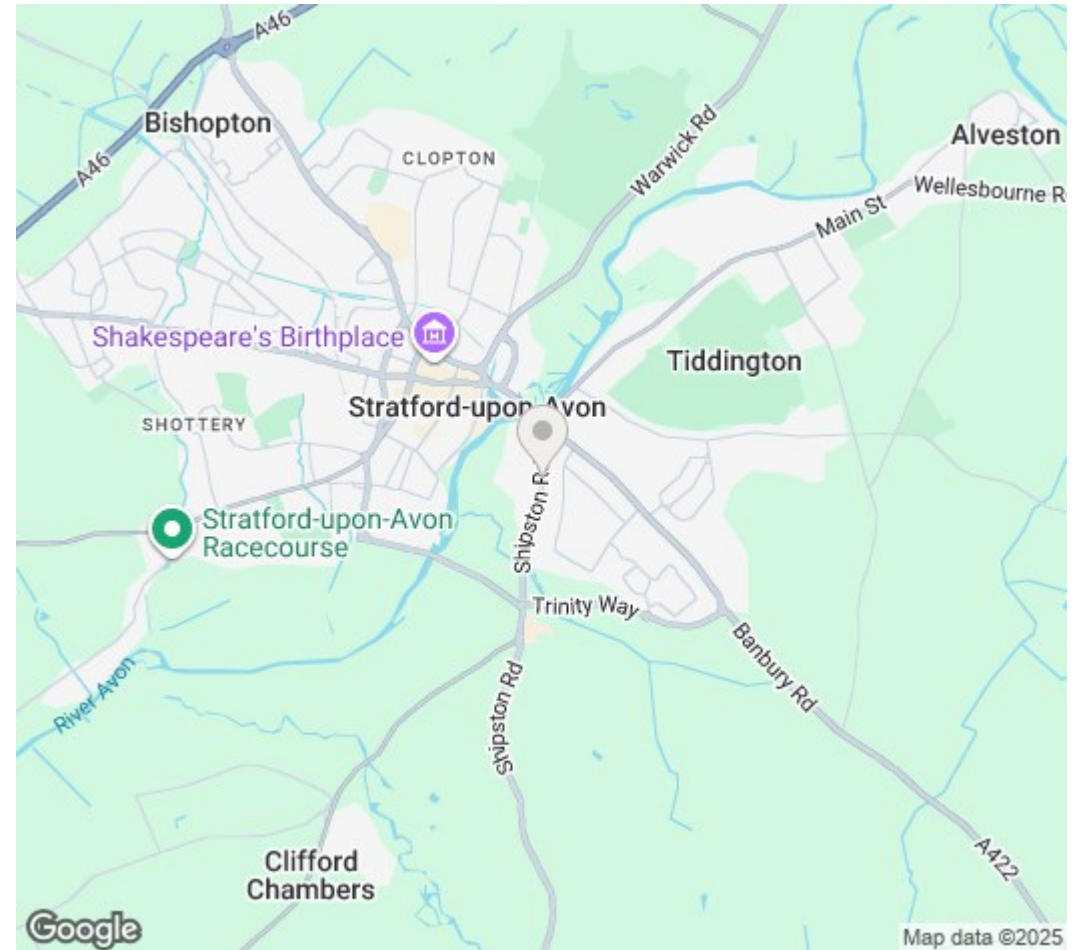 A46
Bishopton
CLOPTON
A46
Warwick Rd
Alveston
Wellesbourne R
Main St
Shakespeare's Birthplace
Tiddington
Stratford-upon-Avon
SHOTTERY
Shipston R
Stratford-upon-Avon
Racecourse
Trinity Way
Banbury Rd
River Avon
Shipston Rd
A422
Clifford
Chambers
Google
Map data ©2025